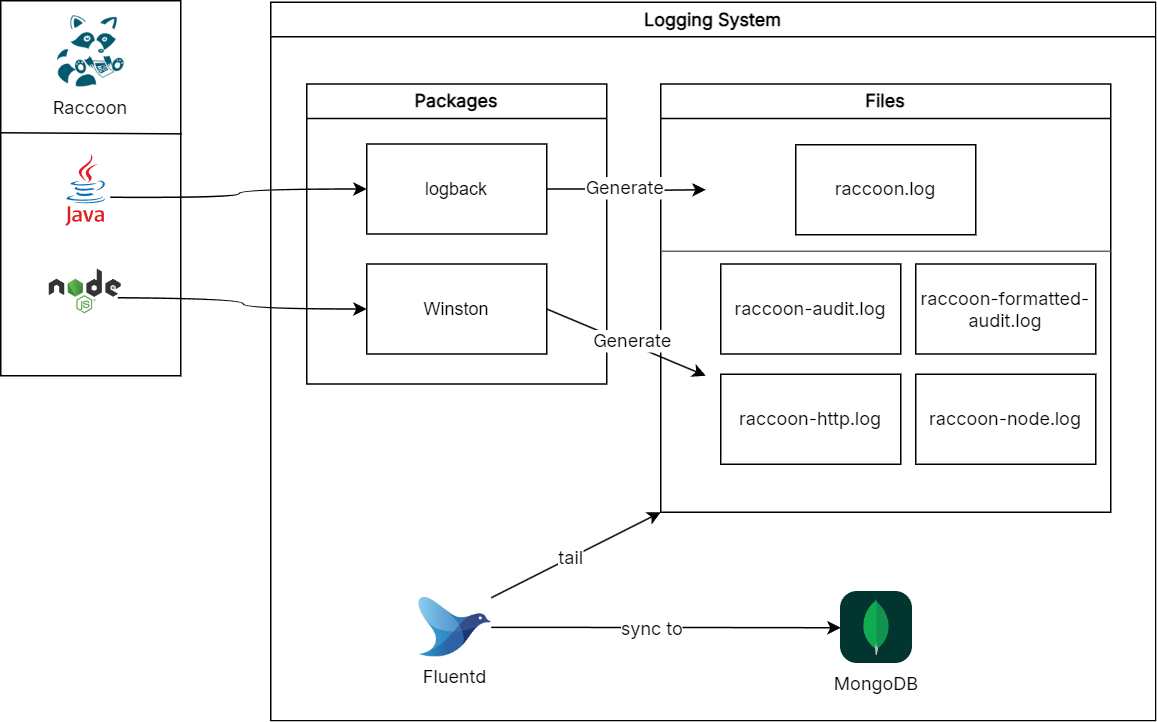 Logging System
Raccoon
Packages
Files
Java
logback
Generate
raccoon.log
node
JS
Winston
Generate
raccoon-audit.log
raccoon-formatted-
audit.log
raccoon-http.log
raccoon-node.log
tail
sync to
Fluentd
MongoDB